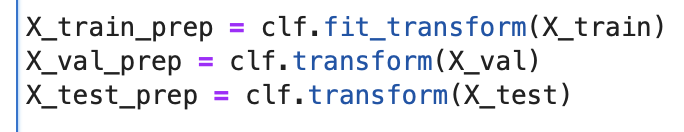 X_train_prep = clf.fit_transform(X_train)
X_val_prep = clf.transform(X_val)
X_test_prep = clf.transform(X_test)